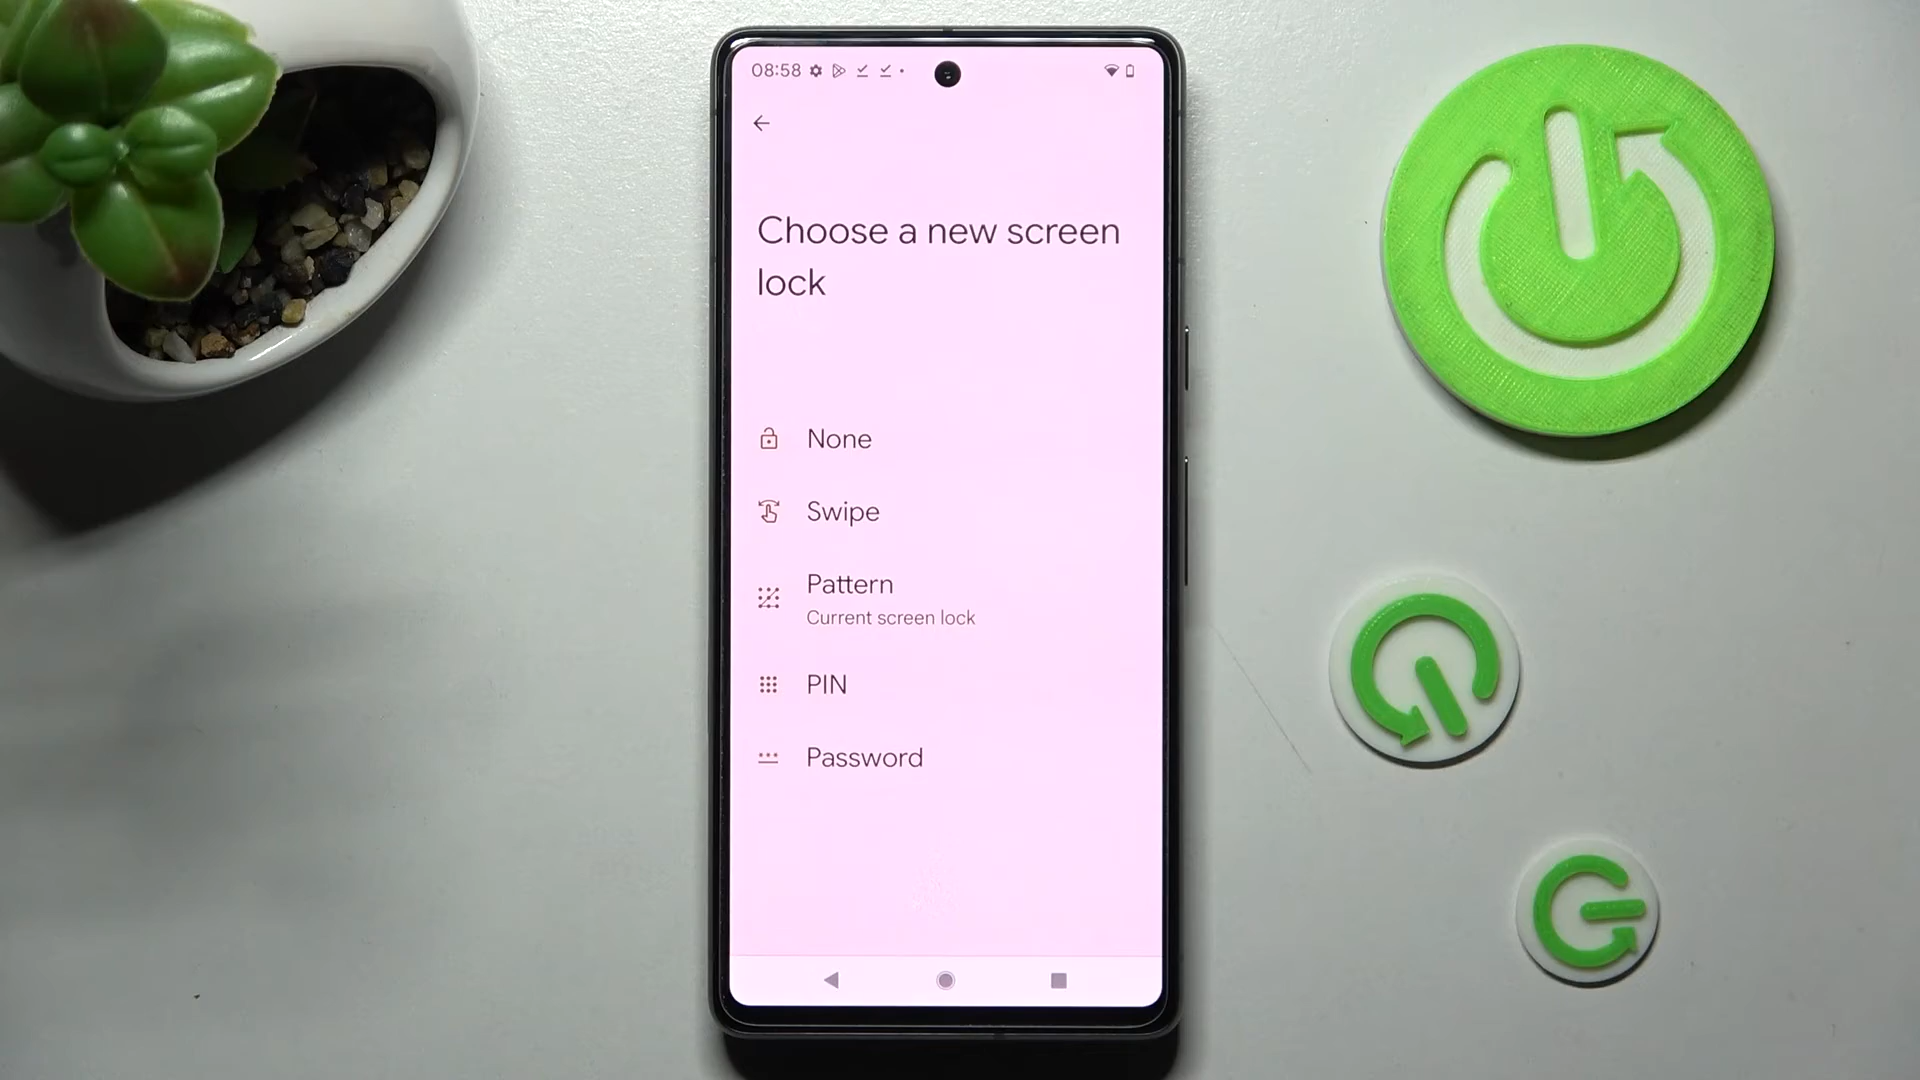 08:58
Choose a new screen
lock
None
Swipe
Pattern
Current screen lock
PIN
Password